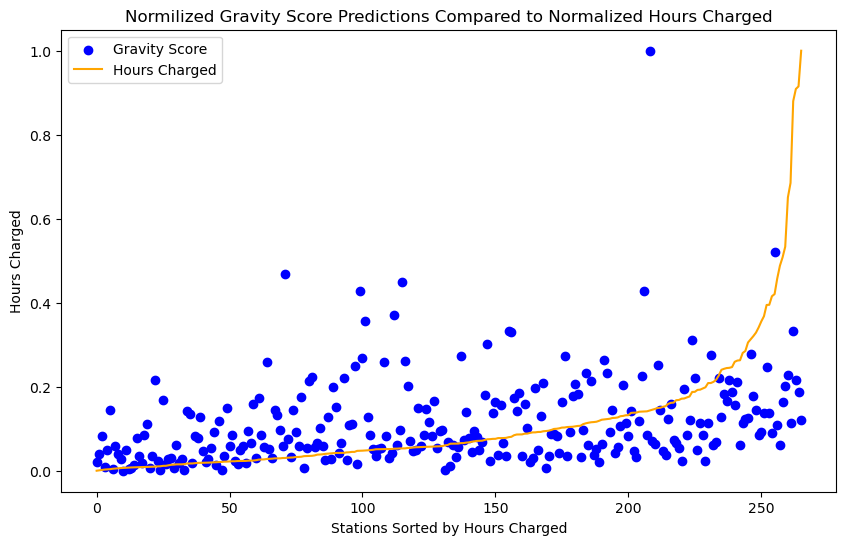 Normilized Gravity Score Predictions Compared to Normalized Hours Charged
Gravity Score
Hours Charged
1.0
0.8
0.6
0.4
0.2
0.0
Hours Charged
0 50 100 150 200 250
Stations Sorted by Hours Charged